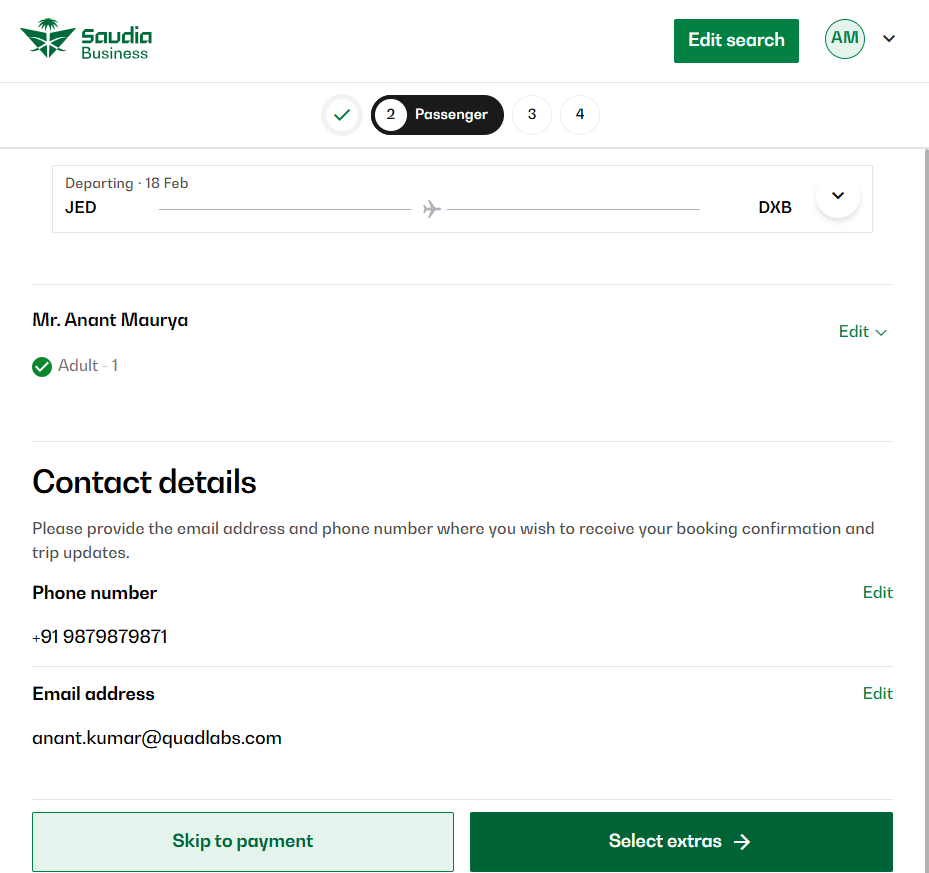 Saudia
Business
Edit search
AM
2 Passenger 3 4
Departing · 18 Feb
JED DXB
Mr. Anant Maurya
Edit
Adult - 1
Contact details
Please provide the email address and phone number where you wish to receive your booking confirmation and
trip updates.
Phone number Edit
+91 9879879871
Email address Edit
anant.kumar@quadlabs.com
Skip to payment Select extras →